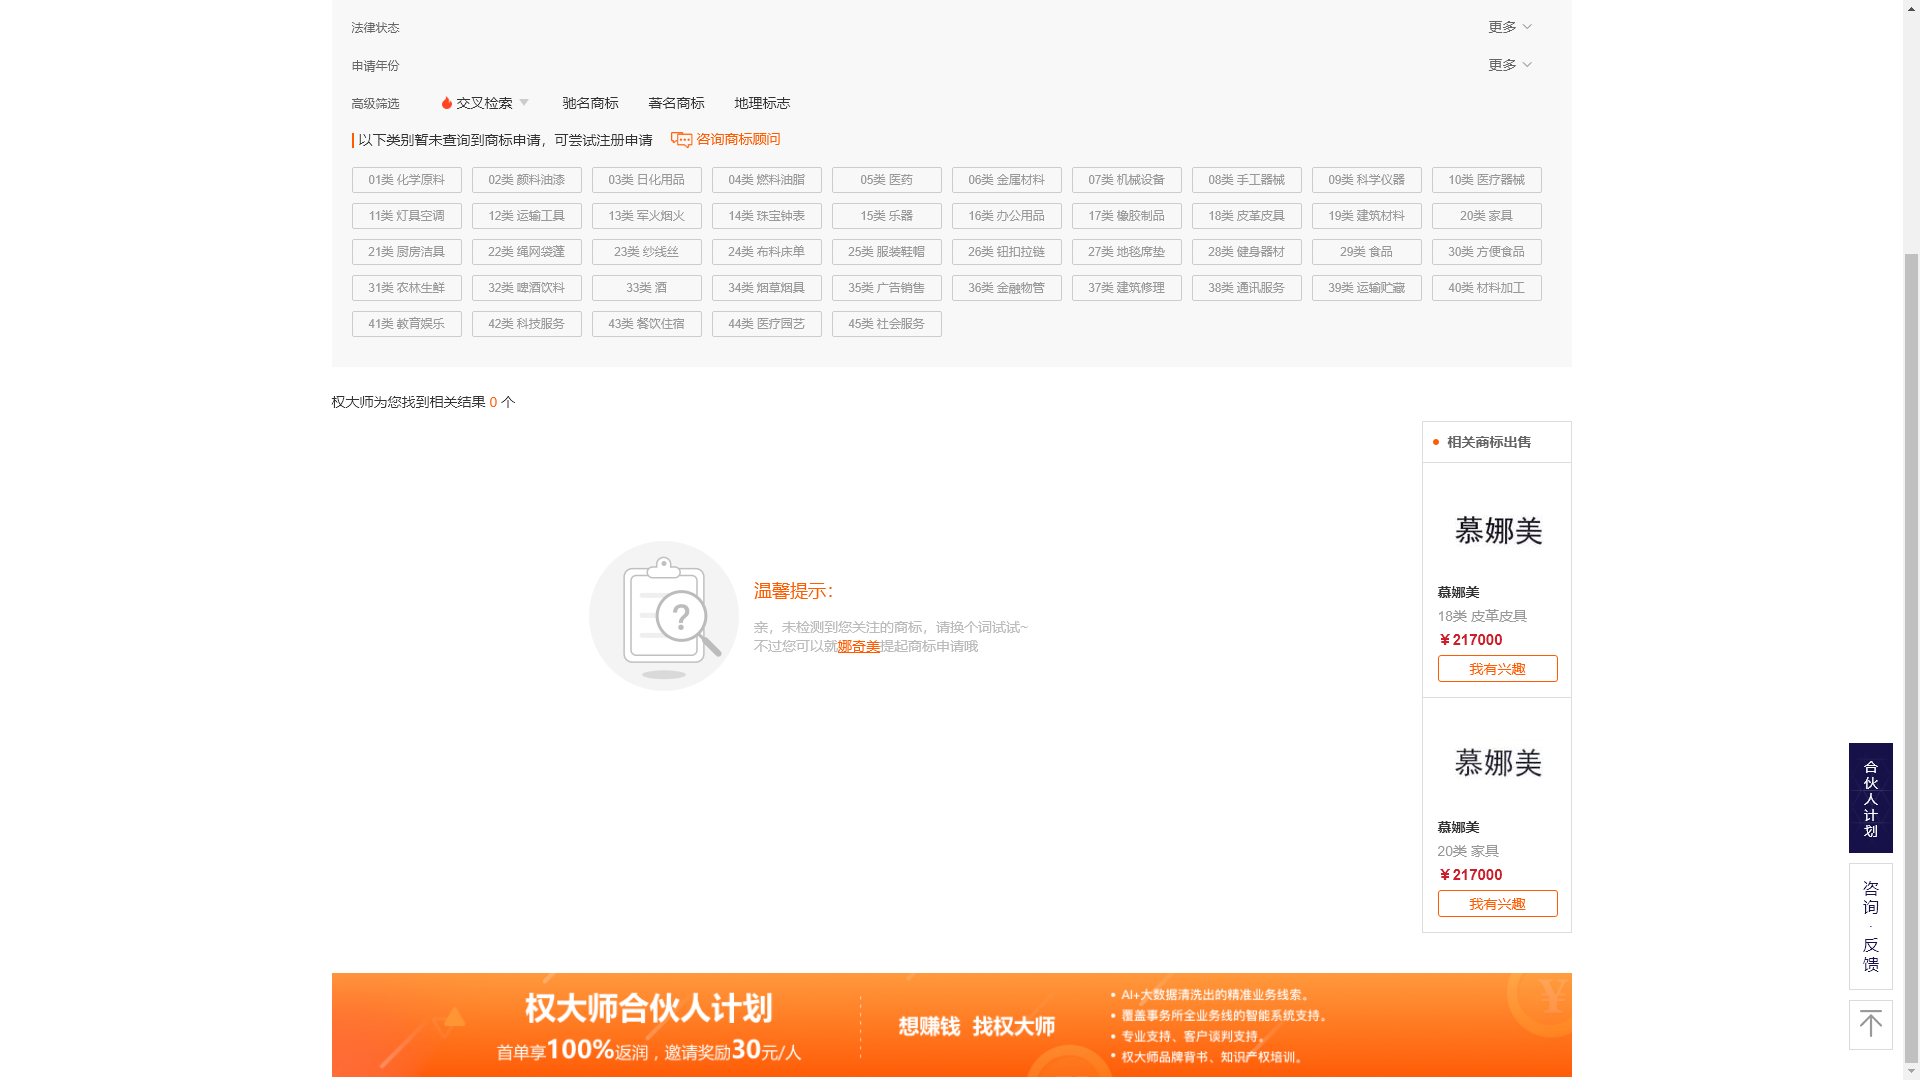 法律状态 更多
申请年份 更多
高级筛选 交叉检索 驰名商标 著名商标 地理标志
以下类别暂未查询到商标申请，可尝试注册申请 咨询商标顾问
01类 化学原料 02类 颜料油漆 03类 日化用品 04类 燃料油脂 05类 医药 06类 金属材料 07类 机械设备 08类 手工器械 09类 科学仪器 10类 医疗器械
11类 灯具空调 12类 运输工具 13类 军火烟火 14类 珠宝钟表 15类 乐器 16类 办公用品 17类 橡胶制品 18类 皮革皮具 19类 建筑材料 20类 家具
21类 厨房洁具 22类 绳网袋蓬 23类 纱线丝 24类 布料床单 25类 服装鞋帽 26类 钮扣拉链 27类 地毯席垫 28类 健身器材 29类 食品 30类 方便食品
31类 农林生鲜 32类 啤酒饮料 33类 酒 34类 烟草烟具 35类 广告销售 36类 金融物管 37类 建筑修理 38类 通讯服务 39类 运输贮藏 40类 材料加工
41类 教育娱乐 42类 科技服务 43类 餐饮住宿 44类 医疗园艺 45类 社会服务
权大师为您找到相关结果 0 个
温馨提示：
亲，未检测到您关注的商标，请换个词试试~
不过您可以就娜奇美提起商标申请哦
相关商标出售
慕娜美
慕娜美
18类 皮革皮具
￥217000
我有兴趣
慕娜美
慕娜美
20类 家具
￥217000
我有兴趣
合伙人计划
咨询·反馈
权大师合伙人计划
首单享100%返润，邀请奖励30元/人
想赚钱 找权大师
• AI+大数据清洗出的精准业务线索。
• 覆盖事务所全业务线的智能系统支持。
• 专业支持、客户谈判支持。
• 权大师品牌背书、知识产权培训。